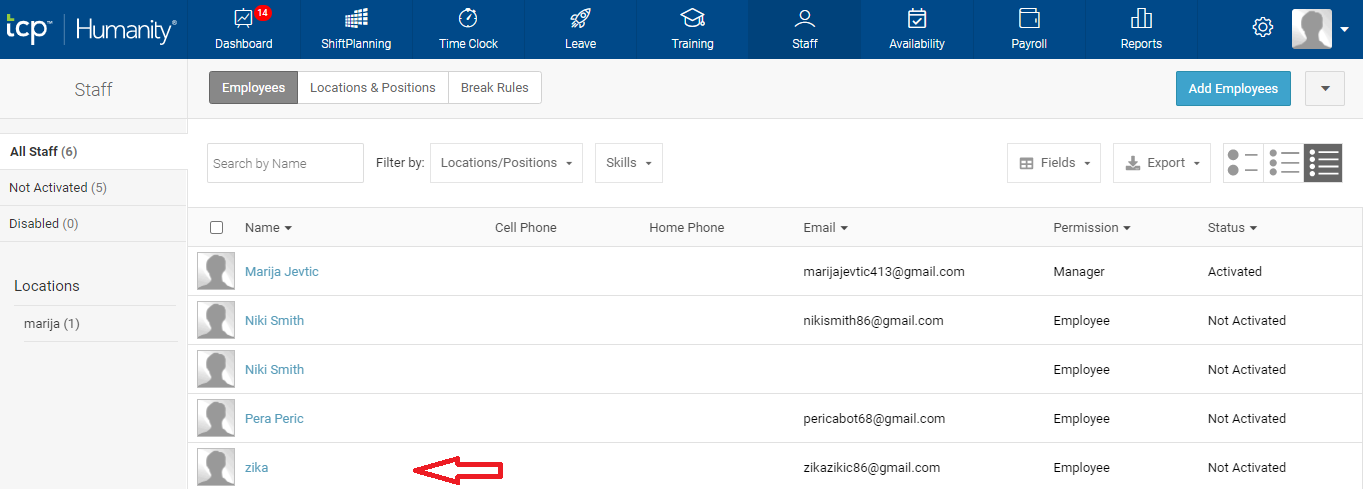 tcp Humanity®
14
Dashboard ShiftPlanning Time Clock Leave Training Staff Availability Payroll Reports
Staff
Employees Locations & Positions Break Rules
Add Employees
All Staff (6)
Not Activated (5)
Disabled (0)
Locations
marija (1)
Search by Name Filter by: Locations/Positions Skills Fields Export
Name Cell Phone Home Phone Email Permission Status
Marija Jevtic marijajevtic413@gmail.com Manager Activated
Niki Smith nikismith86@gmail.com Employee Not Activated
Niki Smith Employee Not Activated
Pera Peric pericabot68@gmail.com Employee Not Activated
zika zikazikic86@gmail.com Employee Not Activated